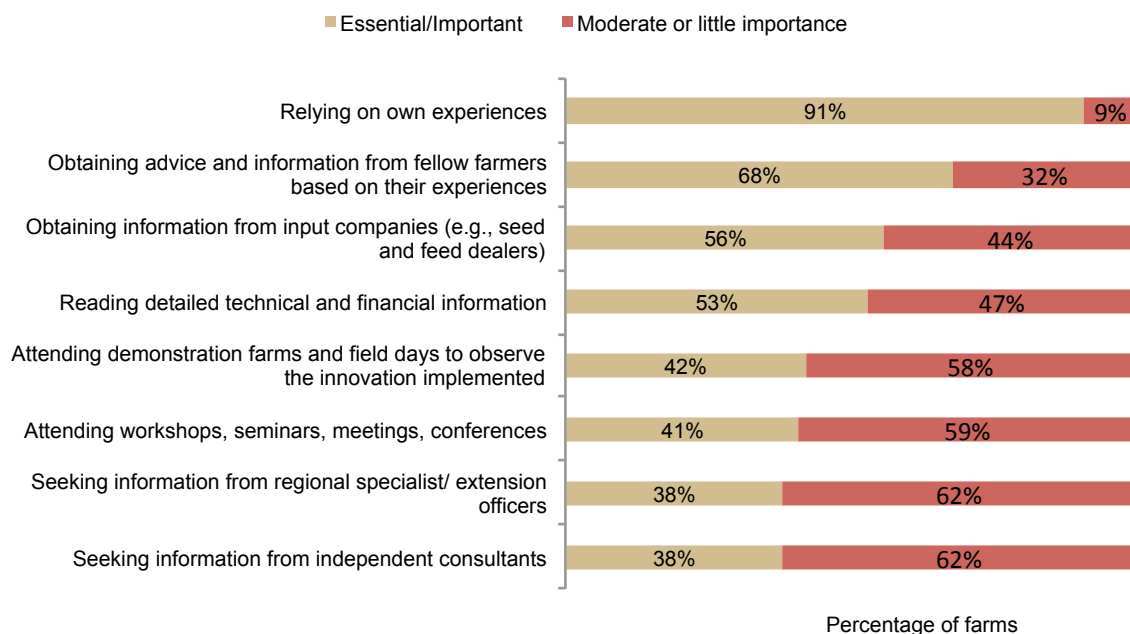 Essential/Important Moderate or little importance
Relying on own experiences 91% 9%
Obtaining advice and information from fellow farmers
based on their experiences 68% 32%
Obtaining information from input companies (e.g., seed
and feed dealers) 56% 44%
Reading detailed technical and financial information 53% 47%
Attending demonstration farms and field days to observe
the innovation implemented 42% 58%
Attending workshops, seminars, meetings, conferences 41% 59%
Seeking information from regional specialist/ extension
officers 38% 62%
Seeking information from independent consultants 38% 62%
Percentage of farms